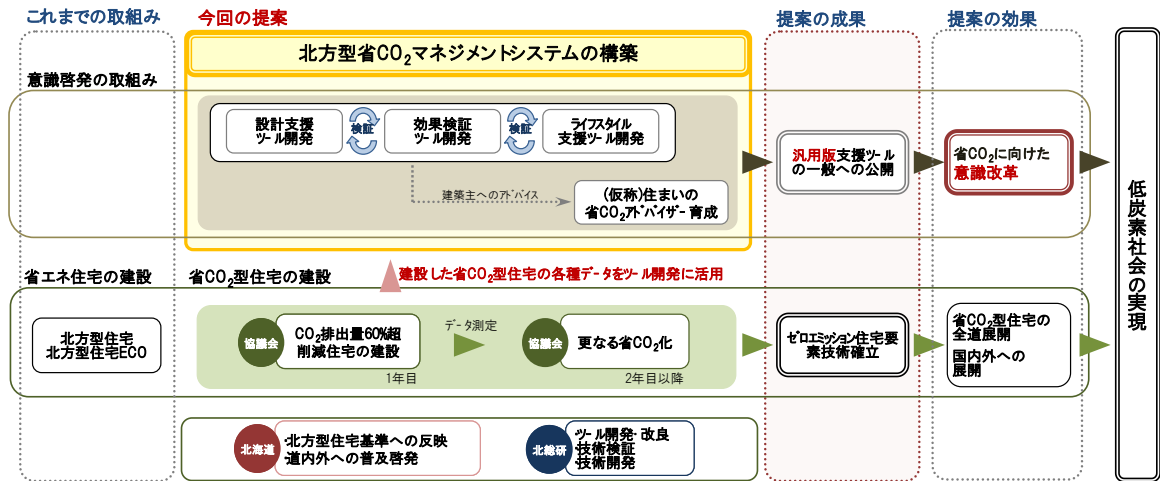 これまでの取組み
今回の提案
提案の成果
提案の効果
北方型省CO₂マネジメントシステムの構築
意識啓発の取組み
設計支援
ツール開発
検証
効果検証
ツール開発
検証
ライフスタイル
支援ツール開発
建築主へのアドバイス
(仮称)住まいの
省CO₂アドバイザー育成
汎用版支援ツール
の一般への公開
省CO₂に向けた
意識改革
低炭素社会の実現
建設した省CO₂型住宅の各種データをツール開発に活用
省エネ住宅の建設
省CO₂型住宅の建設
北方型住宅
北方型住宅ECO
協議会
CO₂排出量60%超
削減住宅の建設
1年目
データ測定
協議会
更なる省CO₂化
2年目以降
ゼロエミッション住宅要
素技術確立
省CO₂型住宅の
全道展開
国内外への
展開
北海道
・北方型住宅基準への反映
・道内外への普及啓発
北総研
・ツール開発・改良
・技術検証
・技術開発